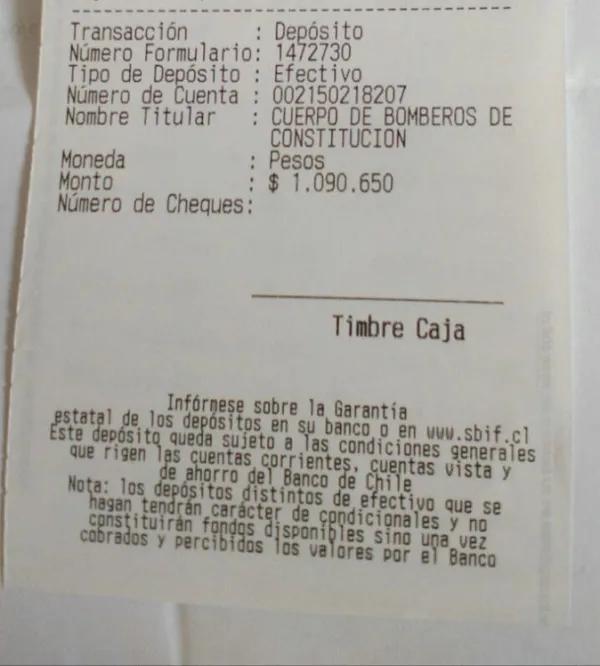 Transacción : Depósito
Número Formulario: 1472730
Tipo de Depósito : Efectivo
Número de Cuenta : 002150218207
Nombre Titular : CUERPO DE BOMBEROS DE
CONSTITUCION
Moneda : Pesos
Monto : $ 1.090.650
Número de Cheques:
Timbre Caja
Infórmese sobre la Garantía
estatal de los depósitos en su banco o en www.sbif.cl
Este depósito queda sujeto a las condiciones generales
que rigen las cuentas corrientes, cuentas vista y
de ahorro del Banco de Chile
Nota: los depósitos distintos de efectivo que se
hagan tendrán carácter de condicionales y no
constituirán fondos disponibles sino una vez
cobrados y percibidos los valores por el Banco